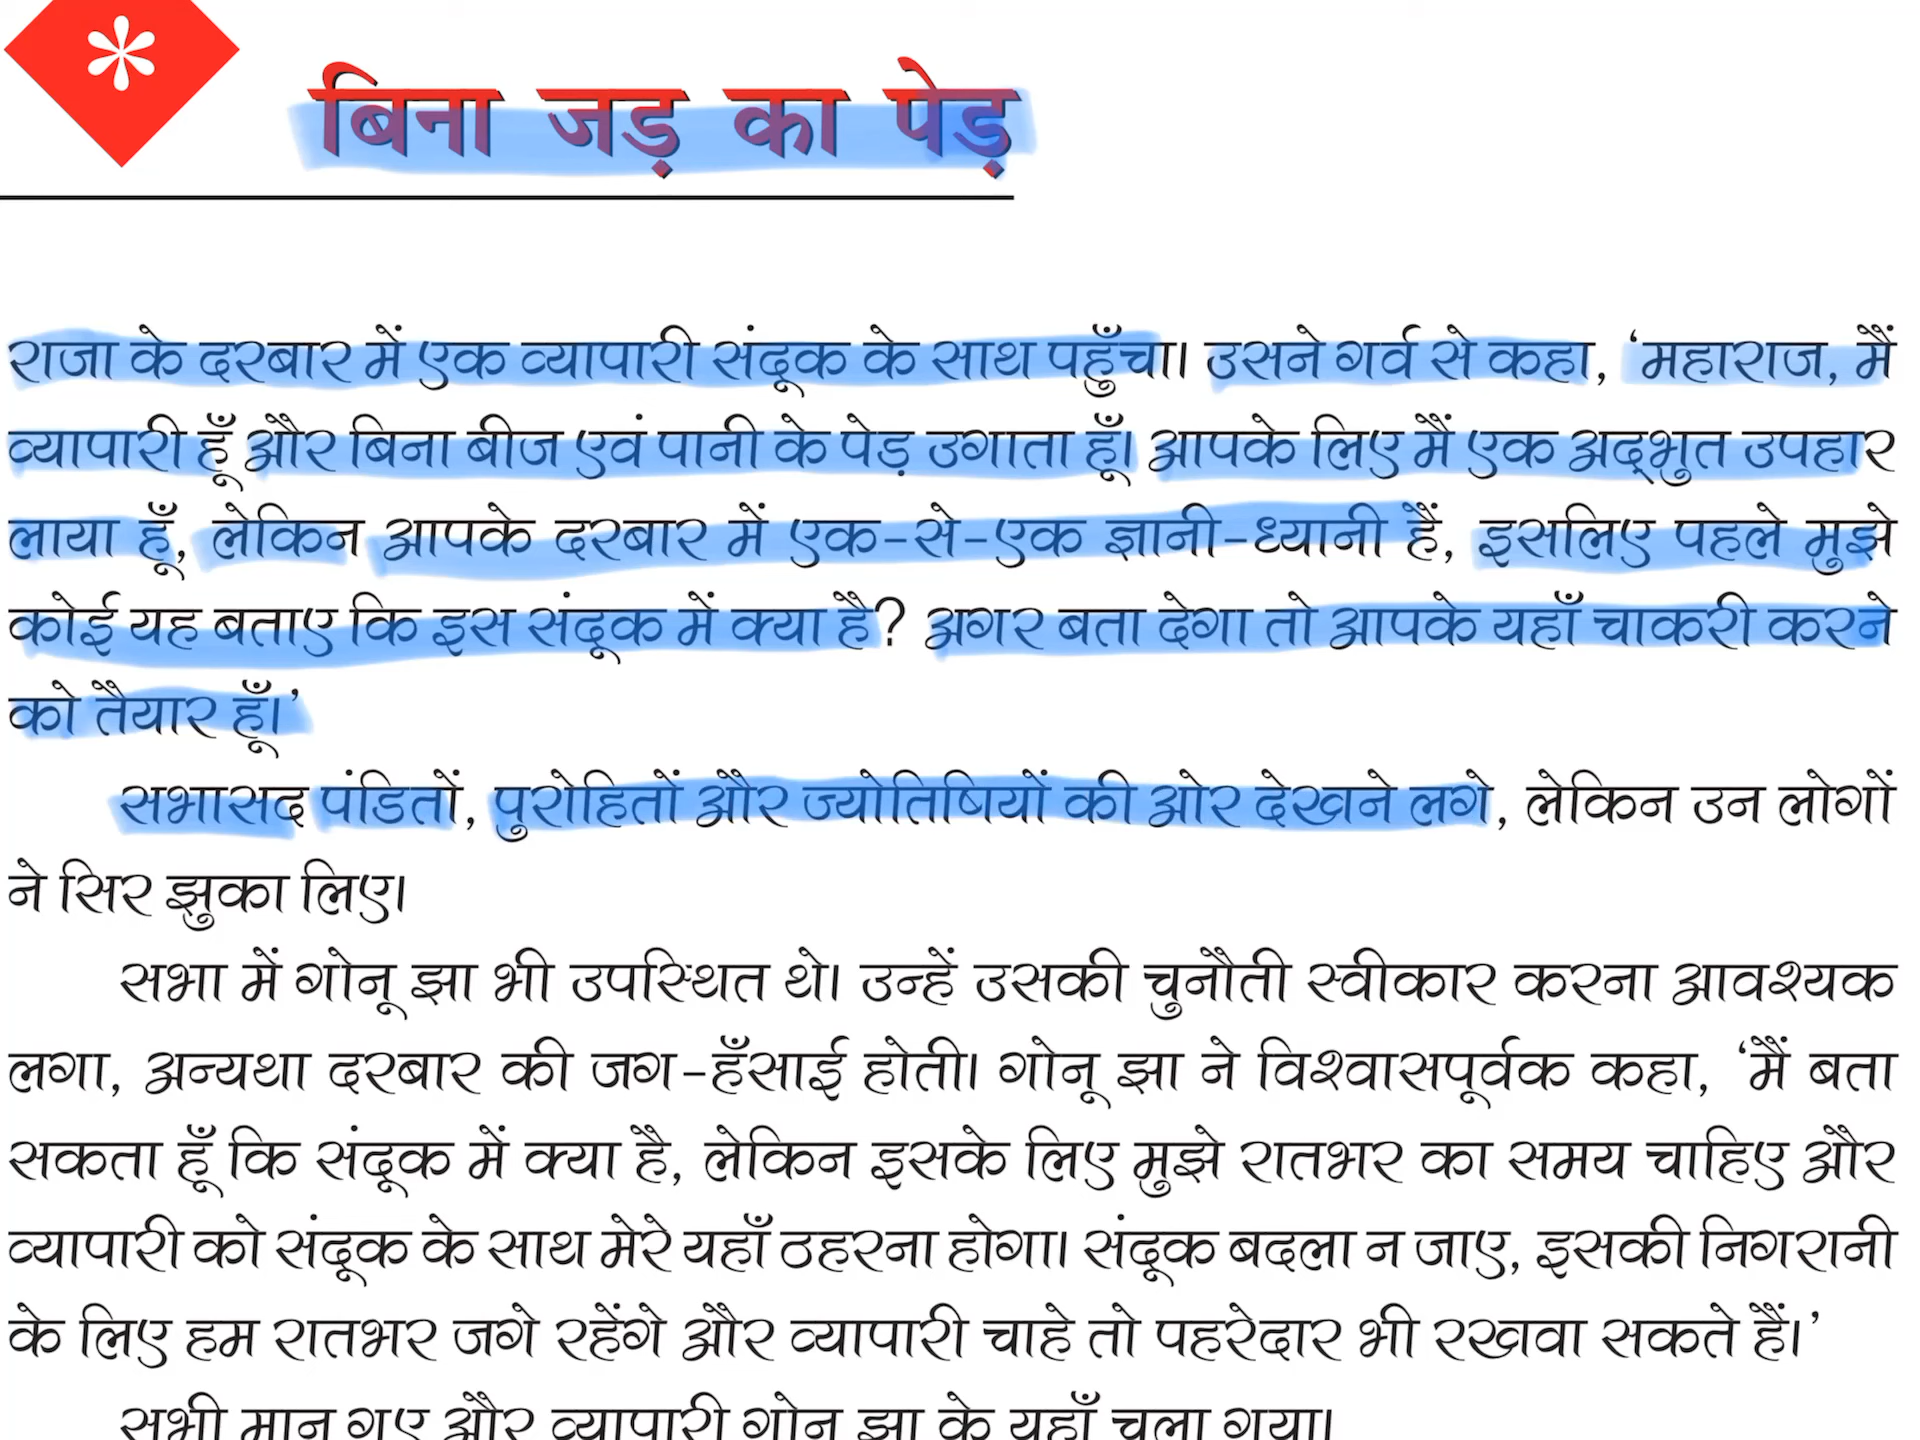 बिना जड़ का पेड़
राजा के दरबार में एक व्यापारी संदूक के साथ पहुँचा। उसने गर्व से कहा, ‘महाराज, मैं
व्यापारी हूँ और बिना बीज एवं पानी के पेड़ उगाता हूँ। आपके लिए मैं एक अद्‌भुत उपहार
लाया हूँ, लेकिन आपके दरबार में एक-से-एक ज्ञानी-ध्यानी हैं, इसलिए पहले मुझे
कोई यह बताए कि इस संदूक में क्या है? अगर बता देगा तो आपके यहाँ चाकरी करने
को तैयार हूँ।’
सभासद पंडितों, पुरोहितों और ज्योतिषियों की ओर देखने लगे, लेकिन उन लोगों
ने सिर झुका लिए।
सभा में गोनू झा भी उपस्थित थे। उन्हें उसकी चुनौती स्वीकार करना आवश्यक
लगा, अन्यथा दरबार की जग-हँसाई होती। गोनू झा ने विश्वासपूर्वक कहा, ‘मैं बता
सकता हूँ कि संदूक में क्या है, लेकिन इसके लिए मुझे रातभर का समय चाहिए और
व्यापारी को संदूक के साथ मेरे यहाँ ठहरना होगा। संदूक बदला न जाए, इसकी निगरानी
के लिए हम रातभर जगे रहेंगे और व्यापारी चाहे तो पहरेदार भी रखवा सकते हैं।’
सभी मान गए और व्यापारी गोनू झा के यहाँ चला गया।